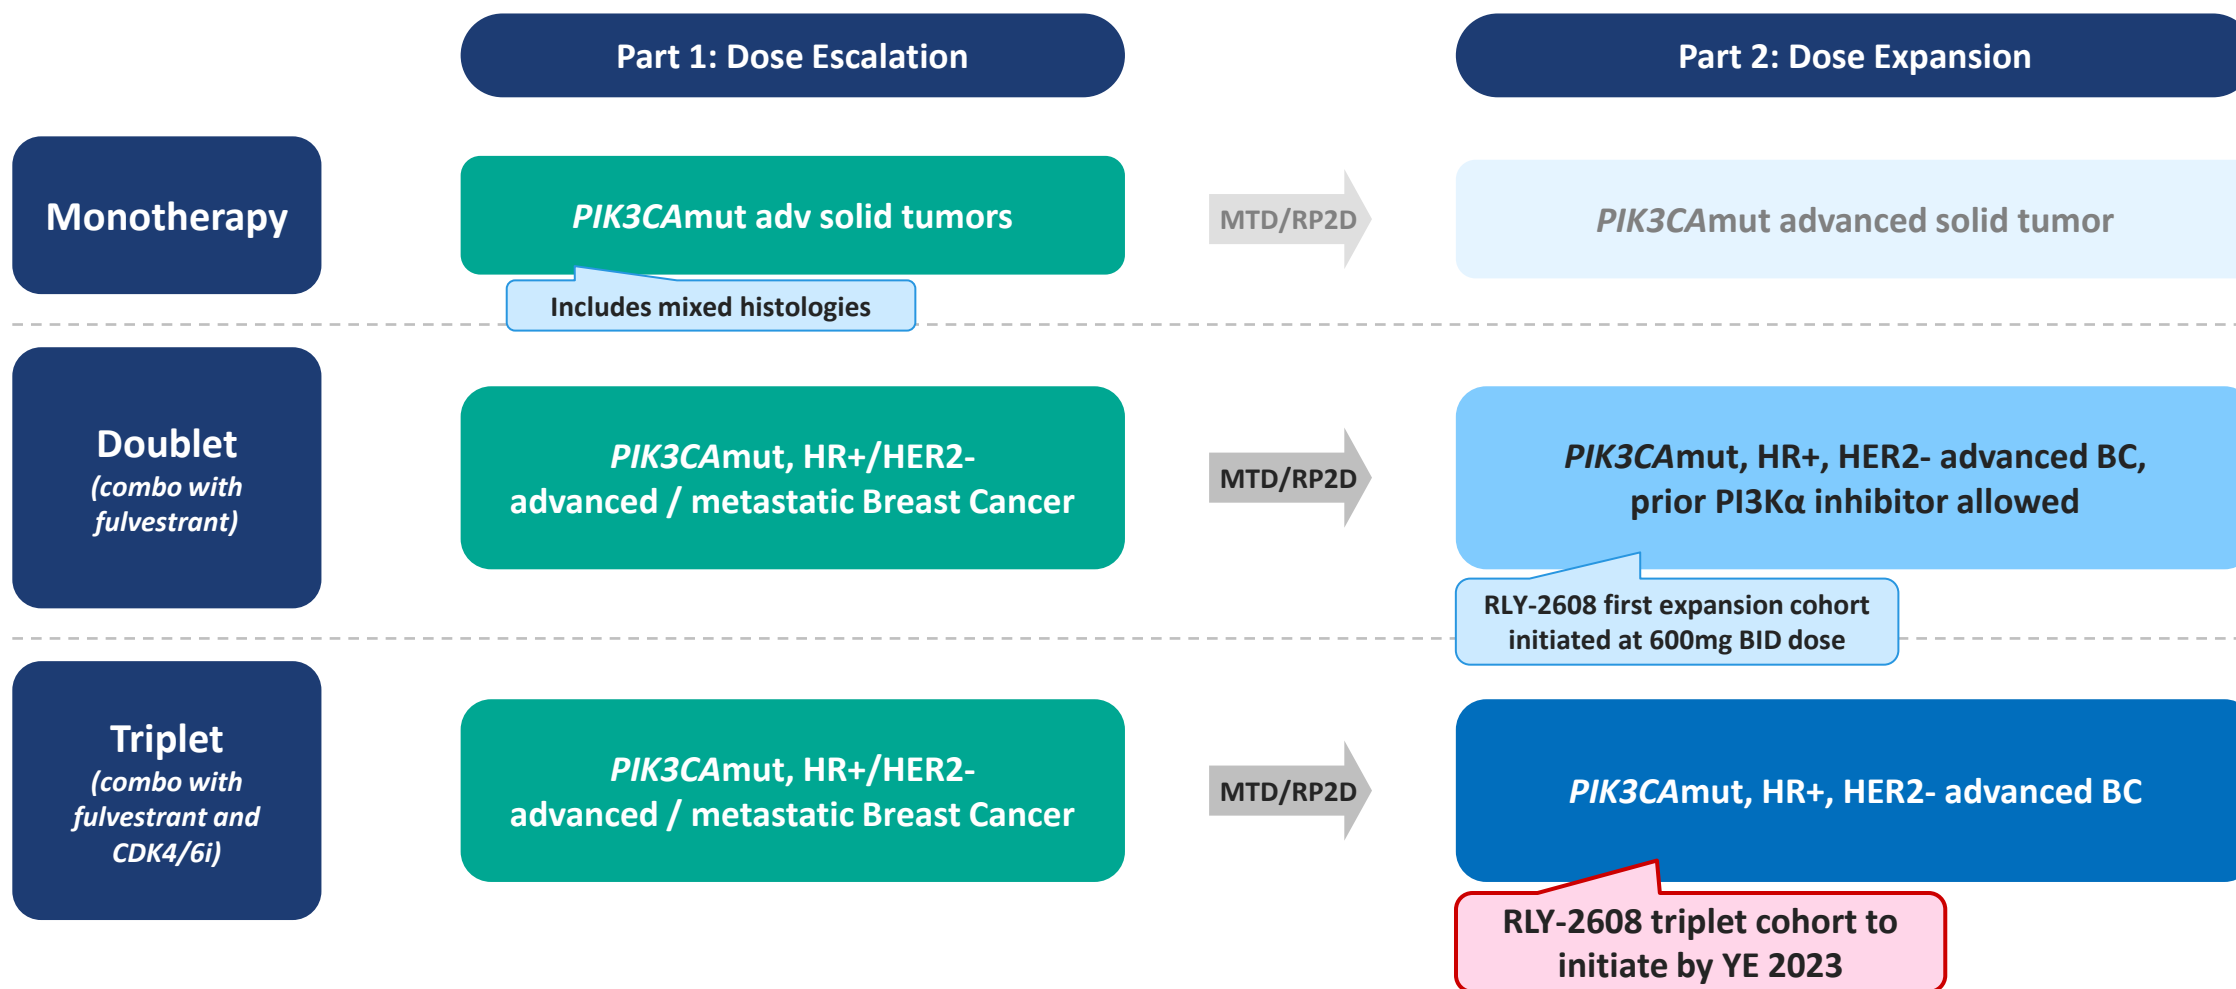 Part 1: Dose Escalation
Part 2: Dose Expansion
Monotherapy
PIK3CAmut adv solid tumors
MTD/RP2D
PIK3CAmut advanced solid tumor
Includes mixed histologies
Doublet
(combo with
fulvestrant)
PIK3CAmut, HR+/HER2-
advanced / metastatic Breast Cancer
MTD/RP2D
PIK3CAmut, HR+, HER2- advanced BC,
prior PI3Kα inhibitor allowed
RLY-2608 first expansion cohort
initiated at 600mg BID dose
Triplet
(combo with
fulvestrant and
CDK4/6i)
PIK3CAmut, HR+/HER2-
advanced / metastatic Breast Cancer
MTD/RP2D
PIK3CAmut, HR+, HER2- advanced BC
RLY-2608 triplet cohort to
initiate by YE 2023